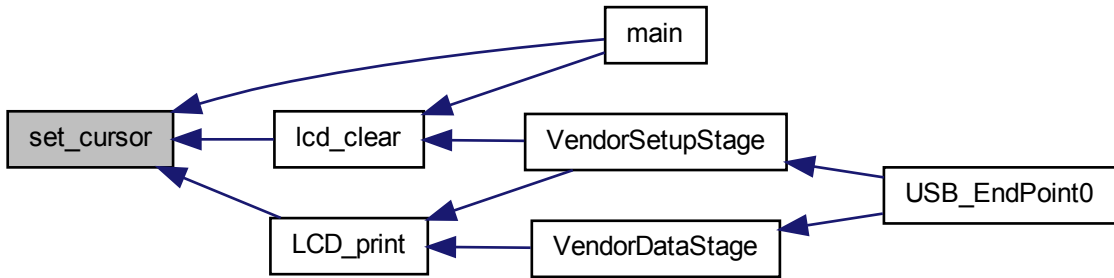 main
set_cursor
lcd_clear
VendorSetupStage
USB_EndPoint0
LCD_print
VendorDataStage